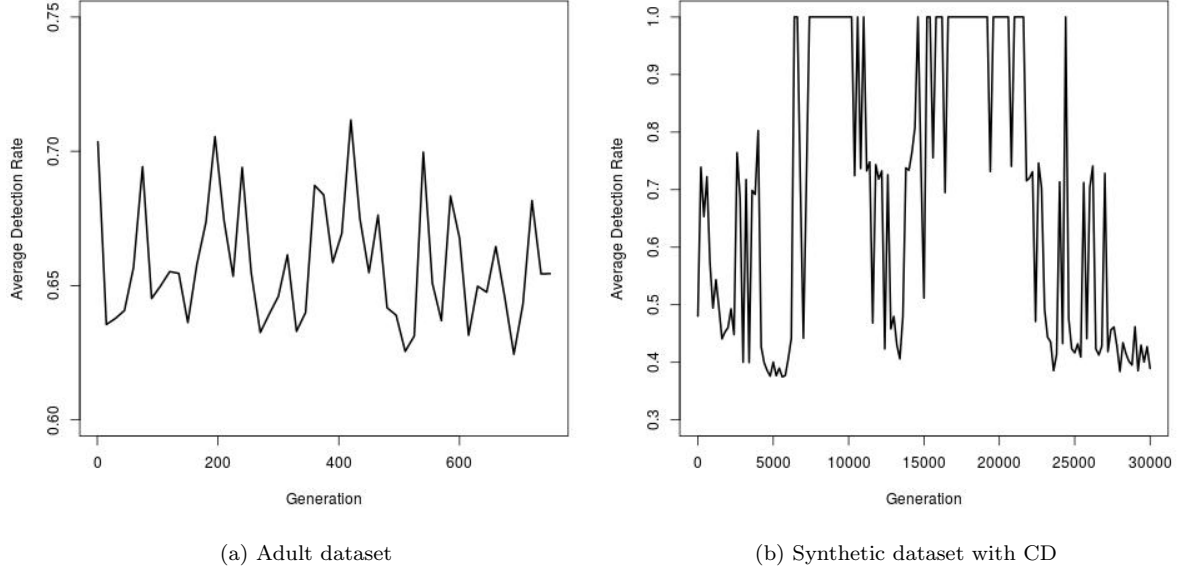 Average Detection Rate
0.75
0.70
0.65
0.60
0 200 400 600
Generation
(a) Adult dataset
Average Detection Rate
1.0
0.9
0.8
0.7
0.6
0.5
0.4
0.3
0 5000 10000 15000 20000 25000 30000
Generation
(b) Synthetic dataset with CD